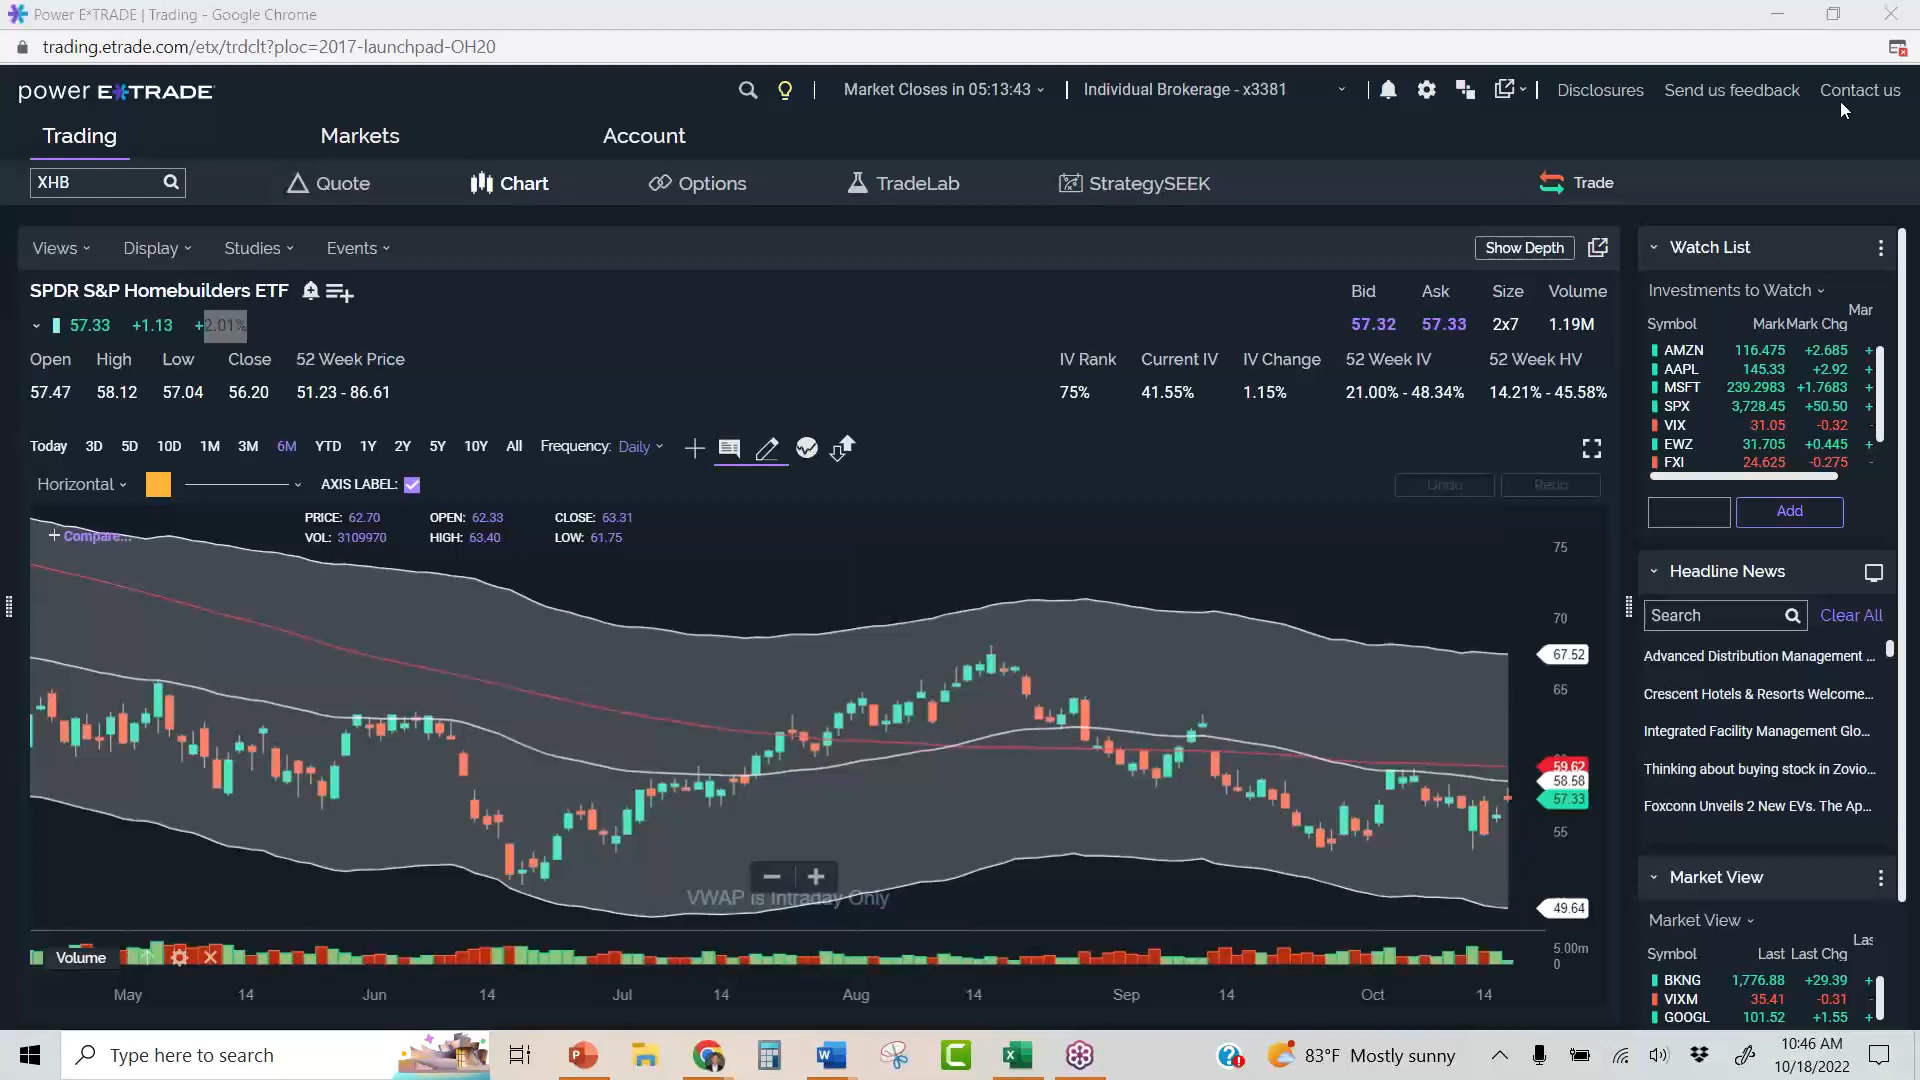 Power E*TRADE | Trading - Google Chrome
trading.etrade.com/etx/trdclt?ploc=2017-launchpad-OH20
power E*TRADE
Market Closes in 05:13:43
Individual Brokerage - x3381
Disclosures
Send us feedback
Contact us
Trading
Markets
Account
XHB
Quote
Chart
Options
TradeLab
StrategySEEK
Trade
Views
Display
Studies
Events
Show Depth
SPDR S&P Homebuilders ETF
Bid Ask Size Volume
57.33 +1.13 +2.01%
57.32 57.33 2x7 1.19M
Open High Low Close 52 Week Price
IV Rank Current IV IV Change 52 Week IV 52 Week HV
57.47 58.12 57.04 56.20 51.23 - 86.61
75% 41.55% 1.15% 21.00% - 48.34% 14.21% - 45.58%
Today 3D 5D 10D 1M 3M 6M YTD 1Y 2Y 5Y 10Y All Frequency: Daily
Horizontal
AXIS LABEL:
Undo
Redo
PRICE: 62.70 OPEN: 62.33 CLOSE: 63.31
VOL: 3109970 HIGH: 63.40 LOW: 61.75
+ Compare...
75
70
67.52
65
59.62
58.58
57.33
55
49.64
VWAP is Intraday Only
Volume
5.00m
0
May 14 Jun 14 Jul 14 Aug 14 Sep 14 Oct 14
Watch List
Investments to Watch
Mar
Symbol Mark Mark Chg
AMZN 116.475 +2.685 +
AAPL 145.33 +2.92 +
MSFT 239.2983 +1.7683 +
SPX 3,728.45 +50.50 +
VIX 31.05 -0.32 -
EWZ 31.705 +0.445 +
FXI 24.625 -0.275 -
Add
Headline News
Search
Clear All
Advanced Distribution Management ...
Crescent Hotels & Resorts Welcome...
Integrated Facility Management Glo...
Thinking about buying stock in Zovio...
Foxconn Unveils 2 New EVs. The Ap...
Market View
Market View
Las
Symbol Last Last Chg
BKNG 1,776.88 +29.39 +
VIXM 35.41 -0.31 -
GOOGL 101.52 +1.55 +
Type here to search
83°F Mostly sunny
10:46 AM
10/18/2022